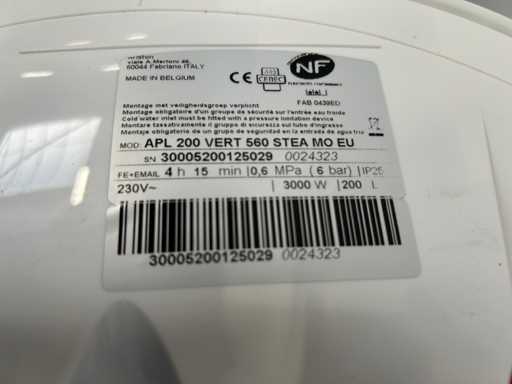 Ariston
Viale A.Merloni 45,
60044 Fabriano ITALY
MADE IN BELGIUM
CE
CEBEC
NF
FAB 0439ED
Montage met veiligheidsgroep verplicht
Montage obligatoire d'un groupe de sécurité sur l'entrée eau froide
Cold water inlet must be fitted with a pressure limitation device
Montare tassativamente il gruppo di sicurezza sul tubo d'ingresso
Montage obligatorio de un grupo de seguridad en la entrada de agua fria
MOD: APL 200 VERT 560 STEA MO EU
SN 30005200125029 0024323
FE+EMAIL 4 h 15 min |0,6 MPa ( 6 bar) |IP25
230V~ | 3000 W |200 L
30005200125029 0024323